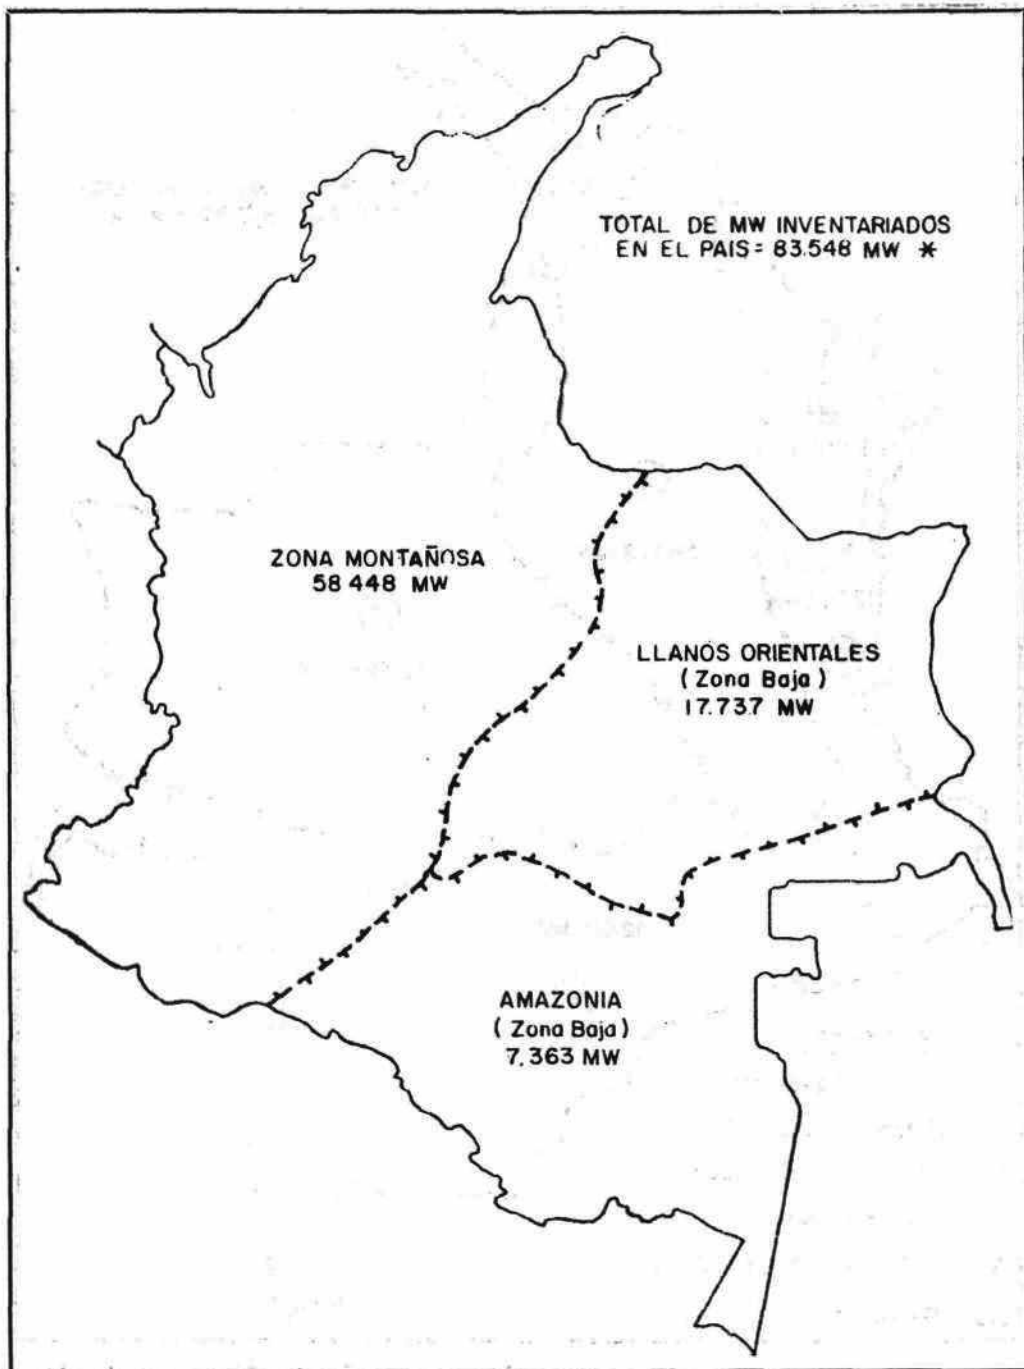 TOTAL DE MW INVENTARIADOS
EN EL PAIS = 83.548 MW *
ZONA MONTAÑOSA
58 448 MW
LLANOS ORIENTALES
(Zona Baja)
17.737 MW
AMAZONIA
(Zona Baja)
7.363 MW